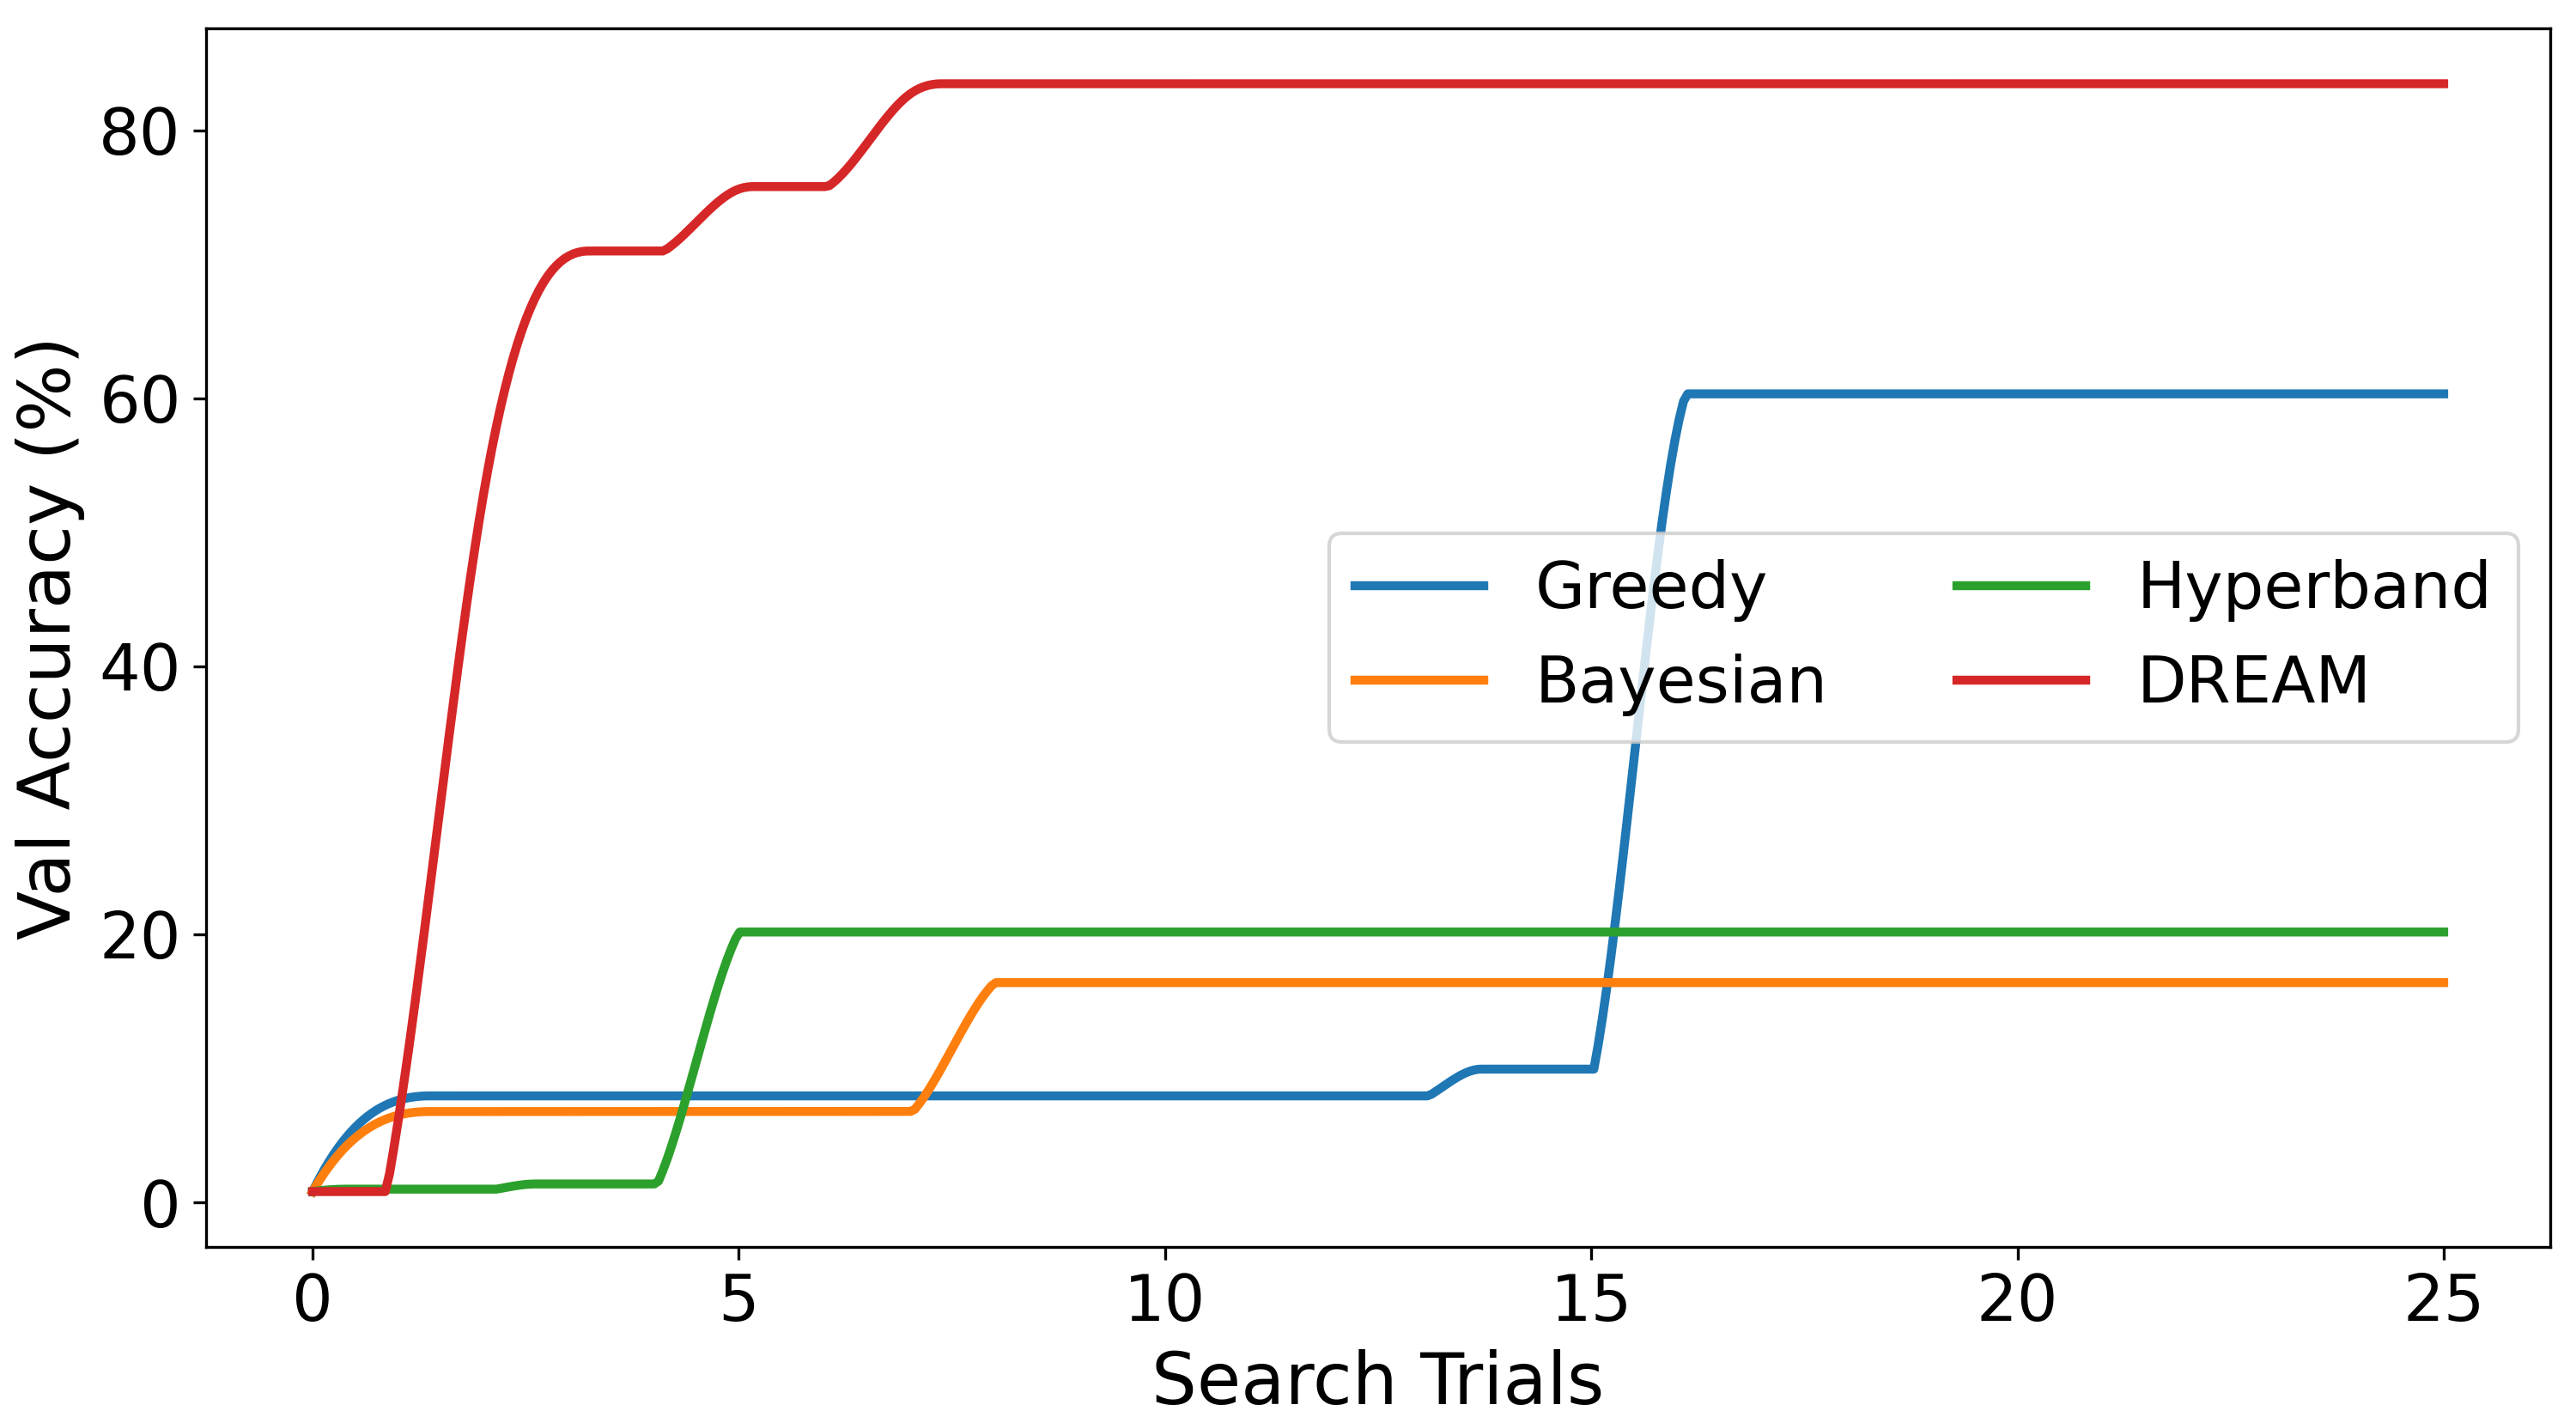 Val Accuracy (%)
80
60
40
20
0
Greedy
Bayesian
Hyperband
DREAM
0 5 10 15 20 25
Search Trials